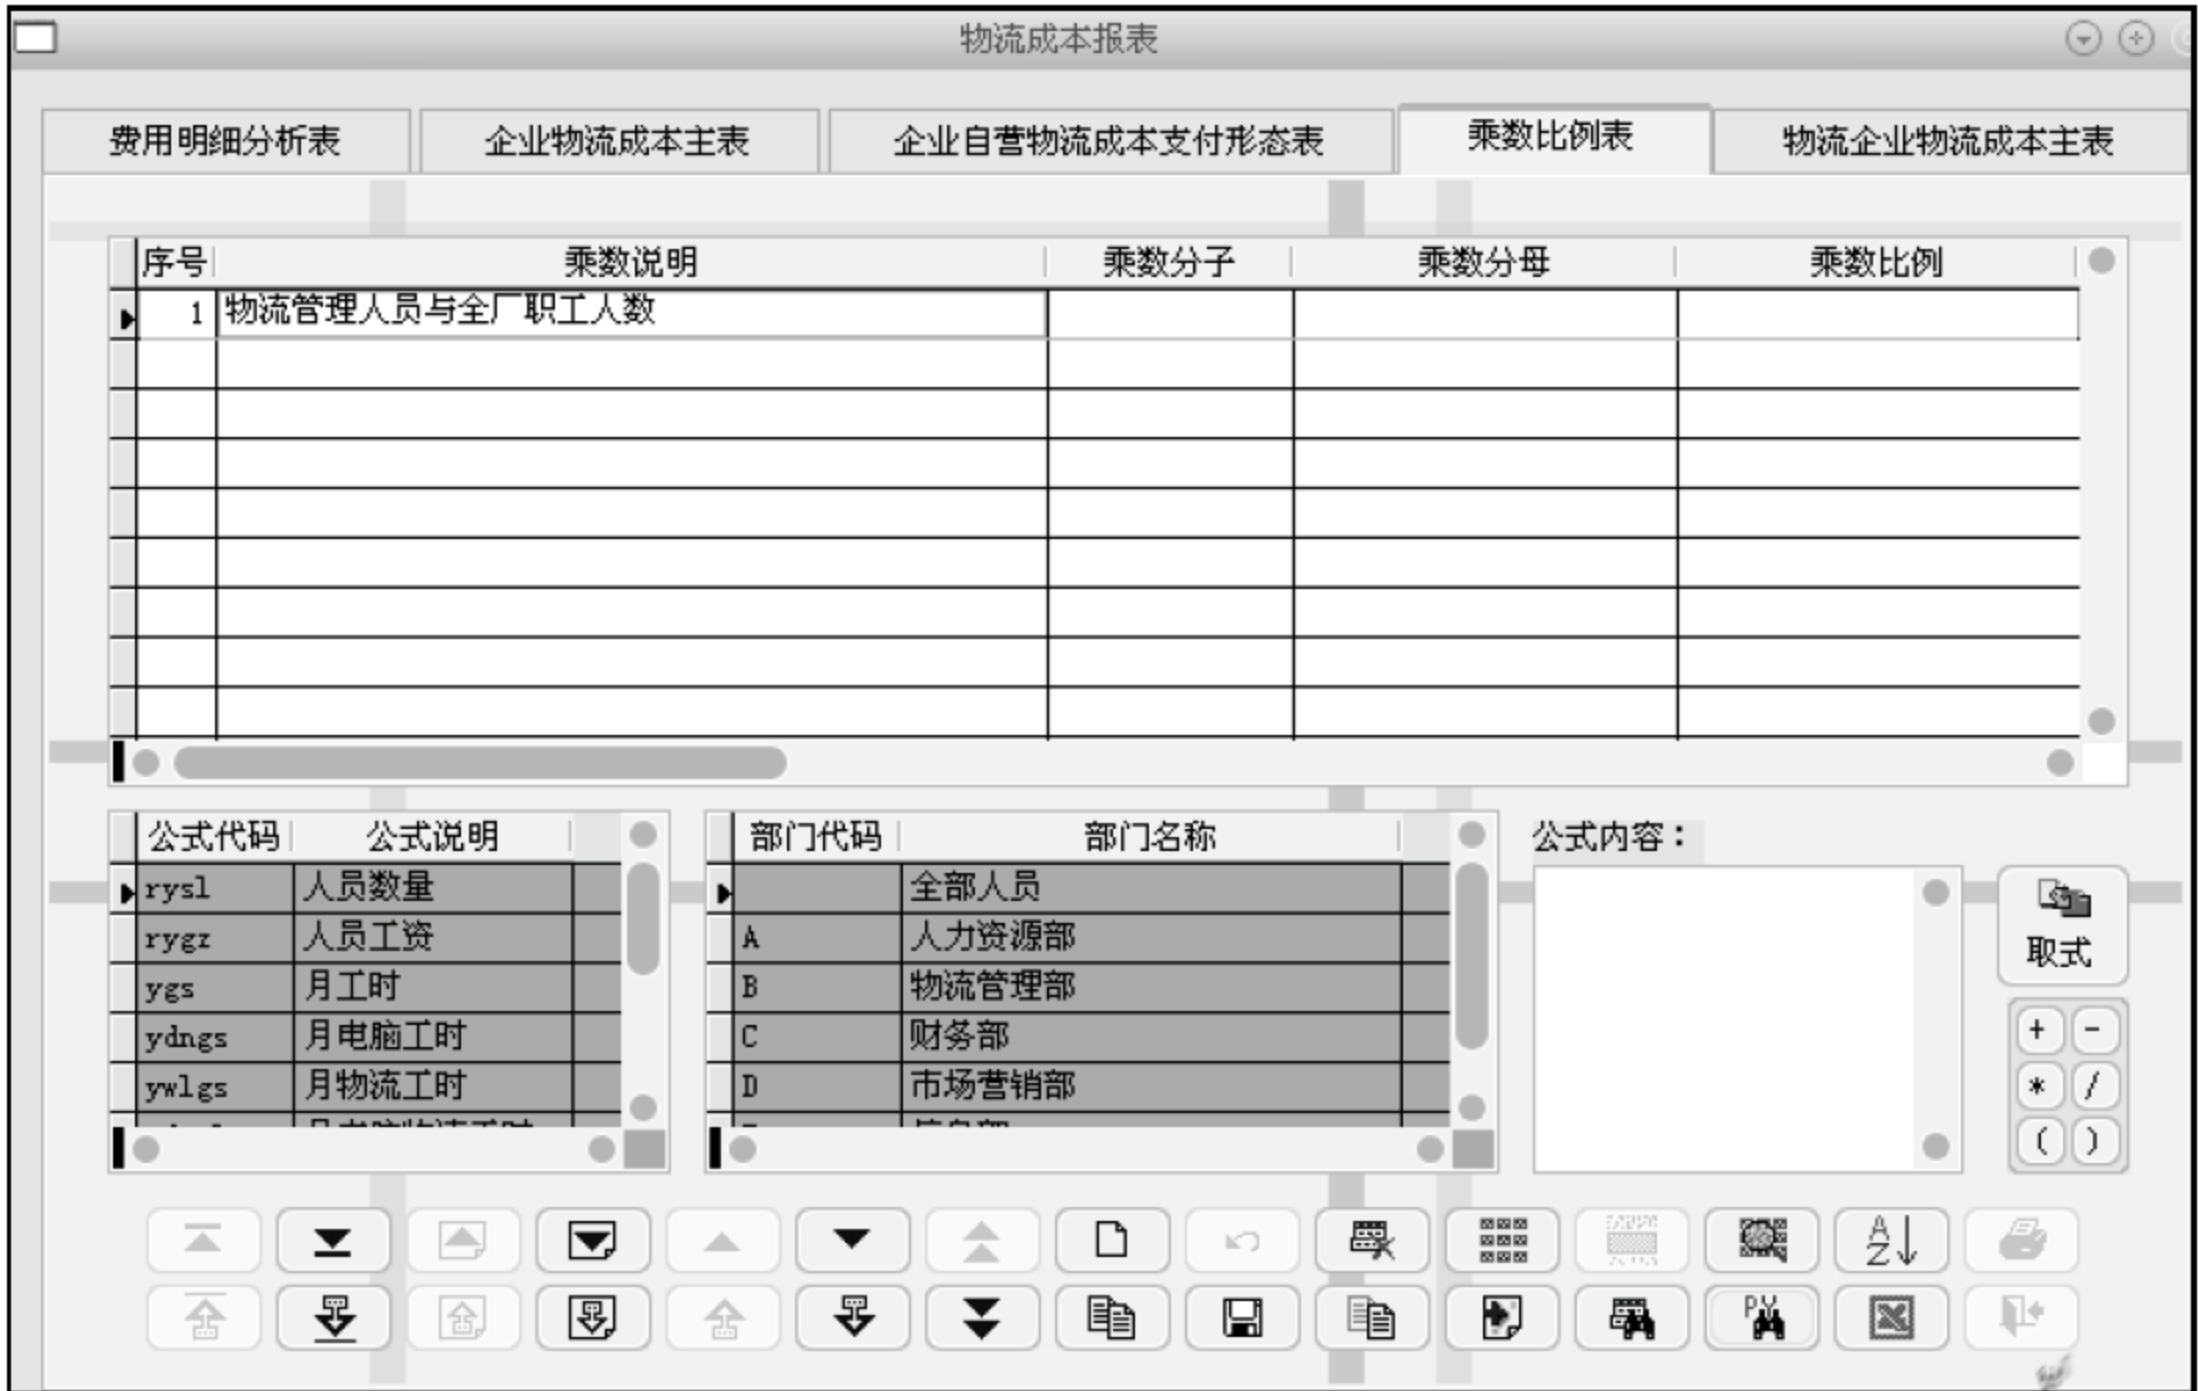 物流成本报表
费用明细分析表 企业物流成本主表 企业自营物流成本支付形态表 乘数比例表 物流企业物流成本主表
序号 乘数说明 乘数分子 乘数分母 乘数比例
1 物流管理人员与全厂职工人数
公式代码 公式说明
rysl 人员数量
rygz 人员工资
ygs 月工时
ydngs 月电脑工时
ywlgs 月物流工时
部门代码 部门名称
全部人员
A 人力资源部
B 物流管理部
C 财务部
D 市场营销部
公式内容：
取式
+ -
* /
( )
A
Z
PY